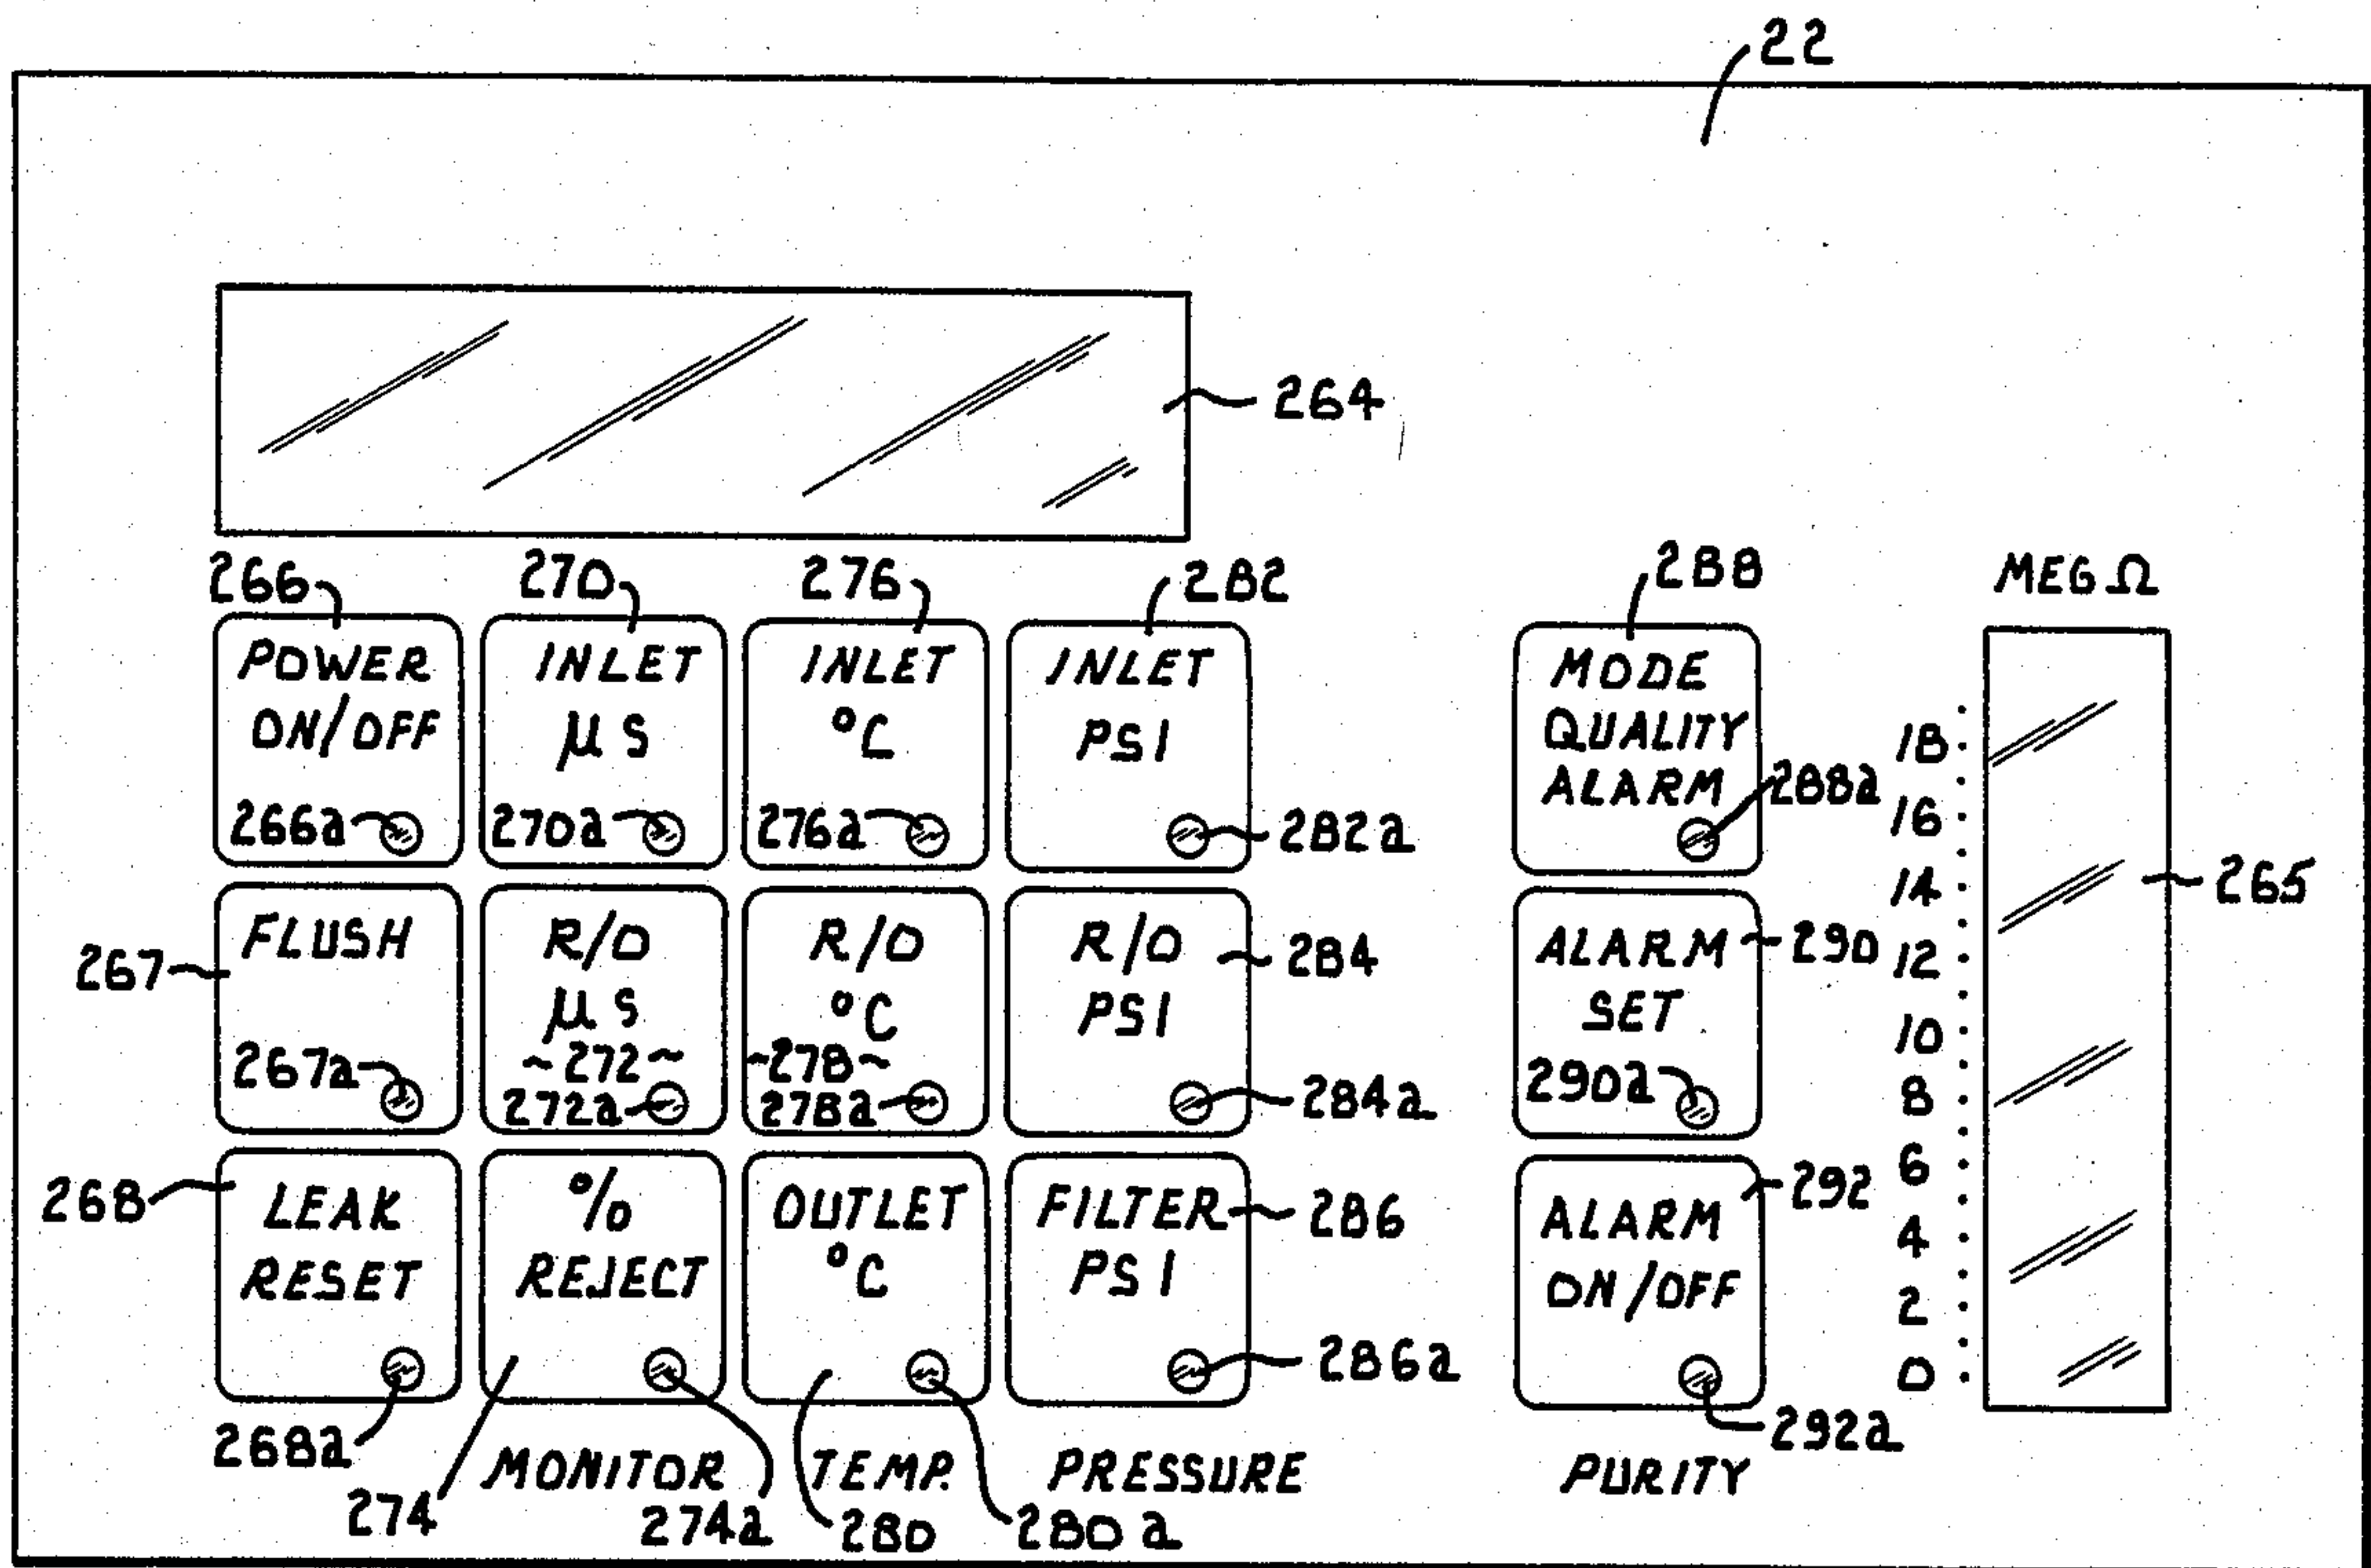 22
264
266 270 276 282 288 MEG Ω
POWER ON/OFF 266a
INLET µS 270a
INLET °C 276a
INLET PSI 282a
MODE QUALITY ALARM 288a
FLUSH 267 267a
R/O µS ~272~ 272a
R/O °C ~278~ 278a
R/O PSI 284 284a
ALARM SET 290 290a
LEAK RESET 268 268a
% REJECT 274 274a
OUTLET °C 280 280a
FILTER PSI 286 286a
ALARM ON/OFF 292 292a
18
16
14
12
10
8
6
4
2
0
265
MONITOR TEMP. PRESSURE PURITY